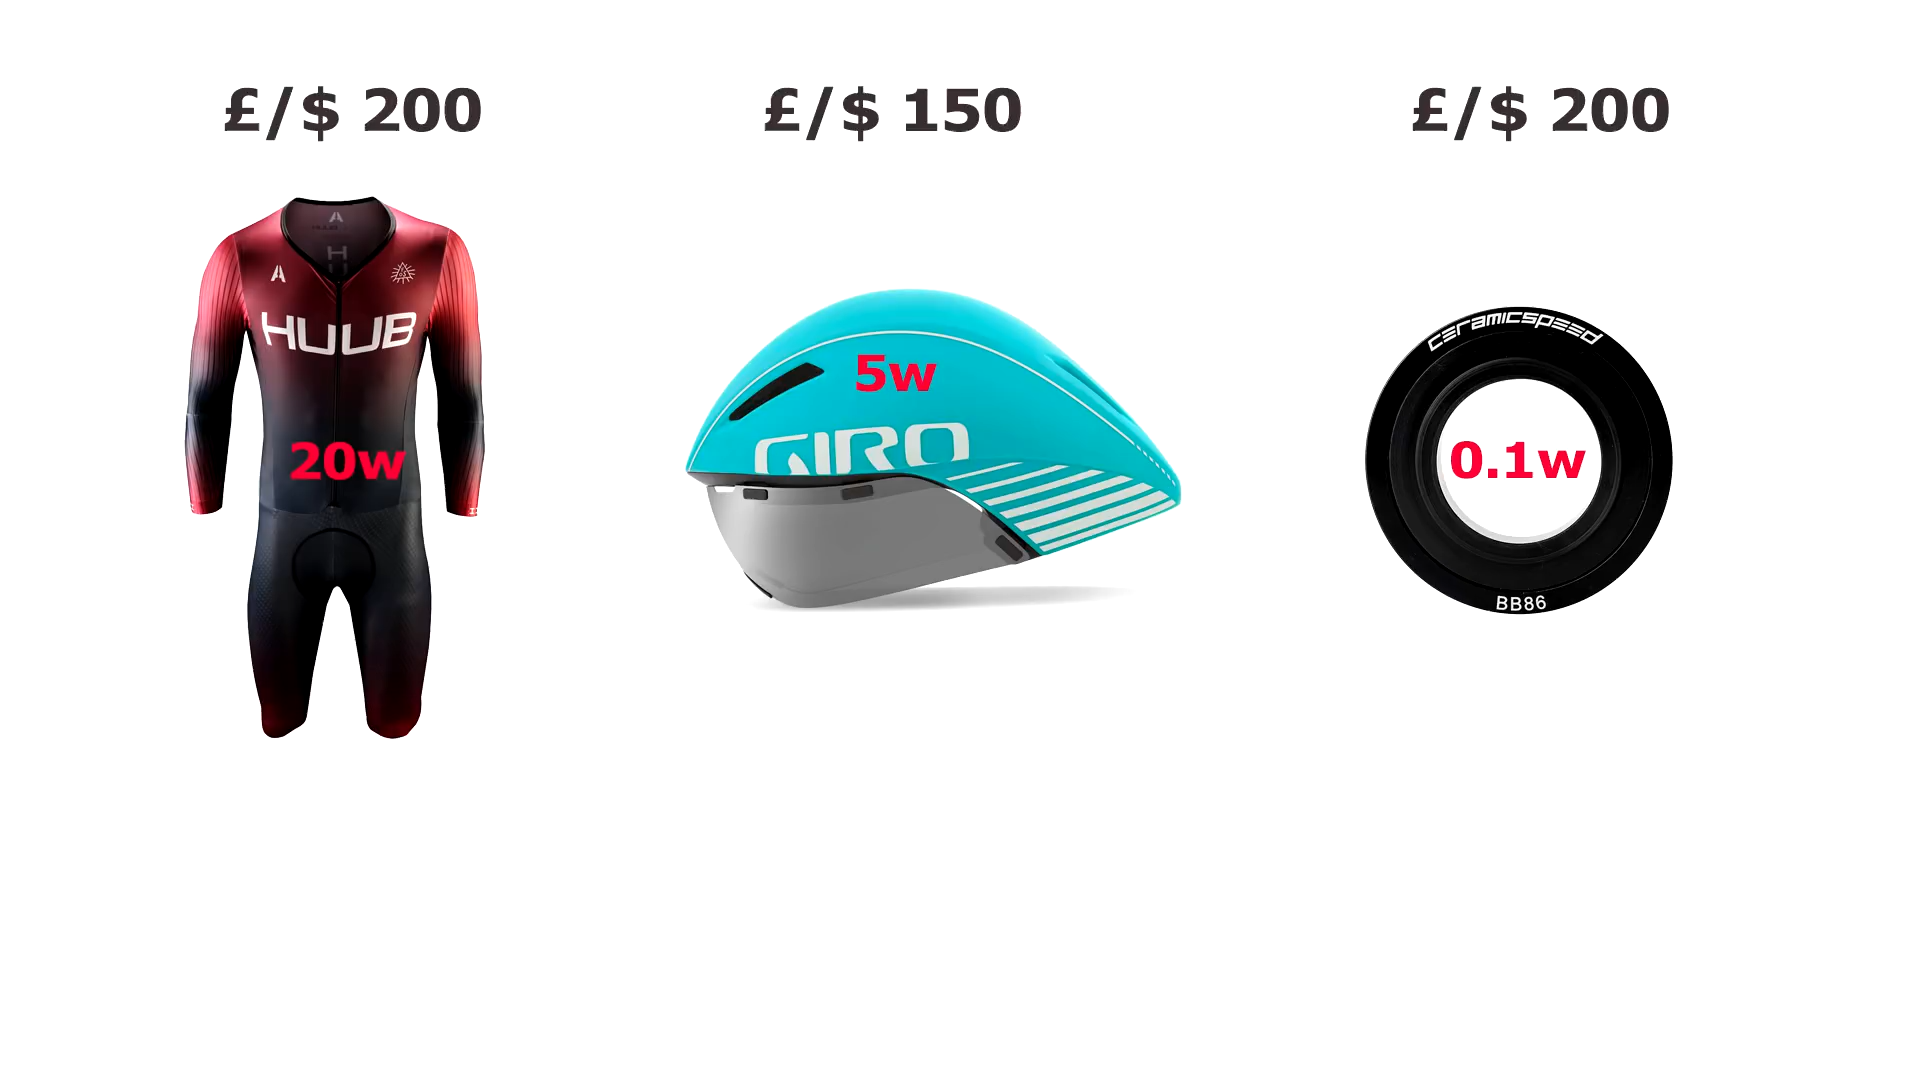 £/$ 200
£/$ 150
£/$ 200
HUUB
20w
5w
GIRO
ceramicspeed
0.1w
BB86